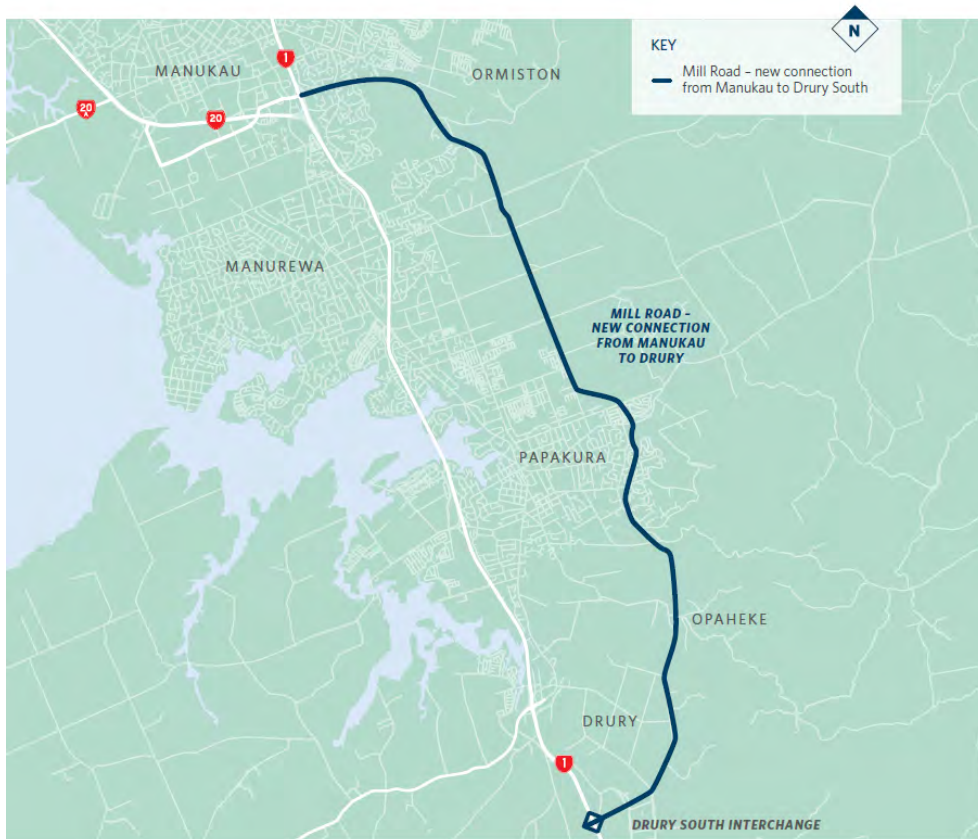 N
KEY
Mill Road – new connection
from Manukau to Drury South
1
MANUKAU
ORMISTON
20
A
20
MANUREWA
MILL ROAD –
NEW CONNECTION
FROM MANUKAU
TO DRURY
PAPAKURA
OPAHEKE
DRURY
1
DRURY SOUTH INTERCHANGE